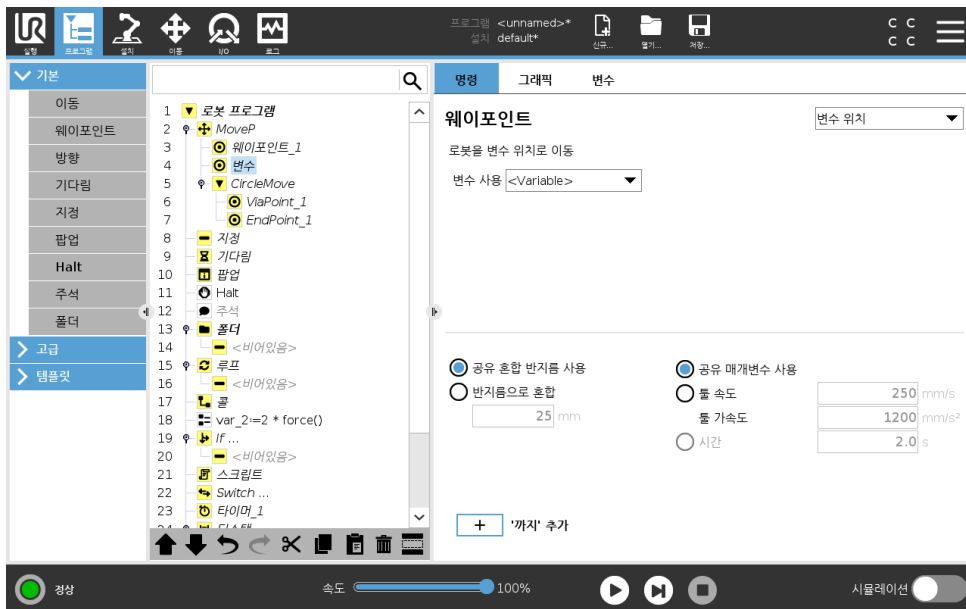 UR
실행
프로그램
설치
이동
I/O
로그
프로그램 <unnamed>*
설치 default*
신규...
열기...
저장...
C C
C C
기본
이동
웨이포인트
방향
기다림
지정
팝업
Halt
주석
폴더
고급
템플릿
1 로봇 프로그램
2 MoveP
3 웨이포인트_1
4 변수
5 CircleMove
6 ViaPoint_1
7 EndPoint_1
8 지정
9 기다림
10 팝업
11 Halt
12 주석
13 폴더
14 <비어있음>
15 루프
16 <비어있음>
17 콜
18 var_2:=2 * force()
19 If ...
20 <비어있음>
21 스크립트
22 Switch ...
23 타이머_1
명령 그래픽 변수
웨이포인트
변수 위치
로봇을 변수 위치로 이동
변수 사용 <Variable>
공유 혼합 반지름 사용
반지름으로 혼합
25 mm
공유 매개변수 사용
툴 속도 250 mm/s
툴 가속도 1200 mm/s²
시간 2.0 s
+ '까지' 추가
정상
속도 100%
시뮬레이션